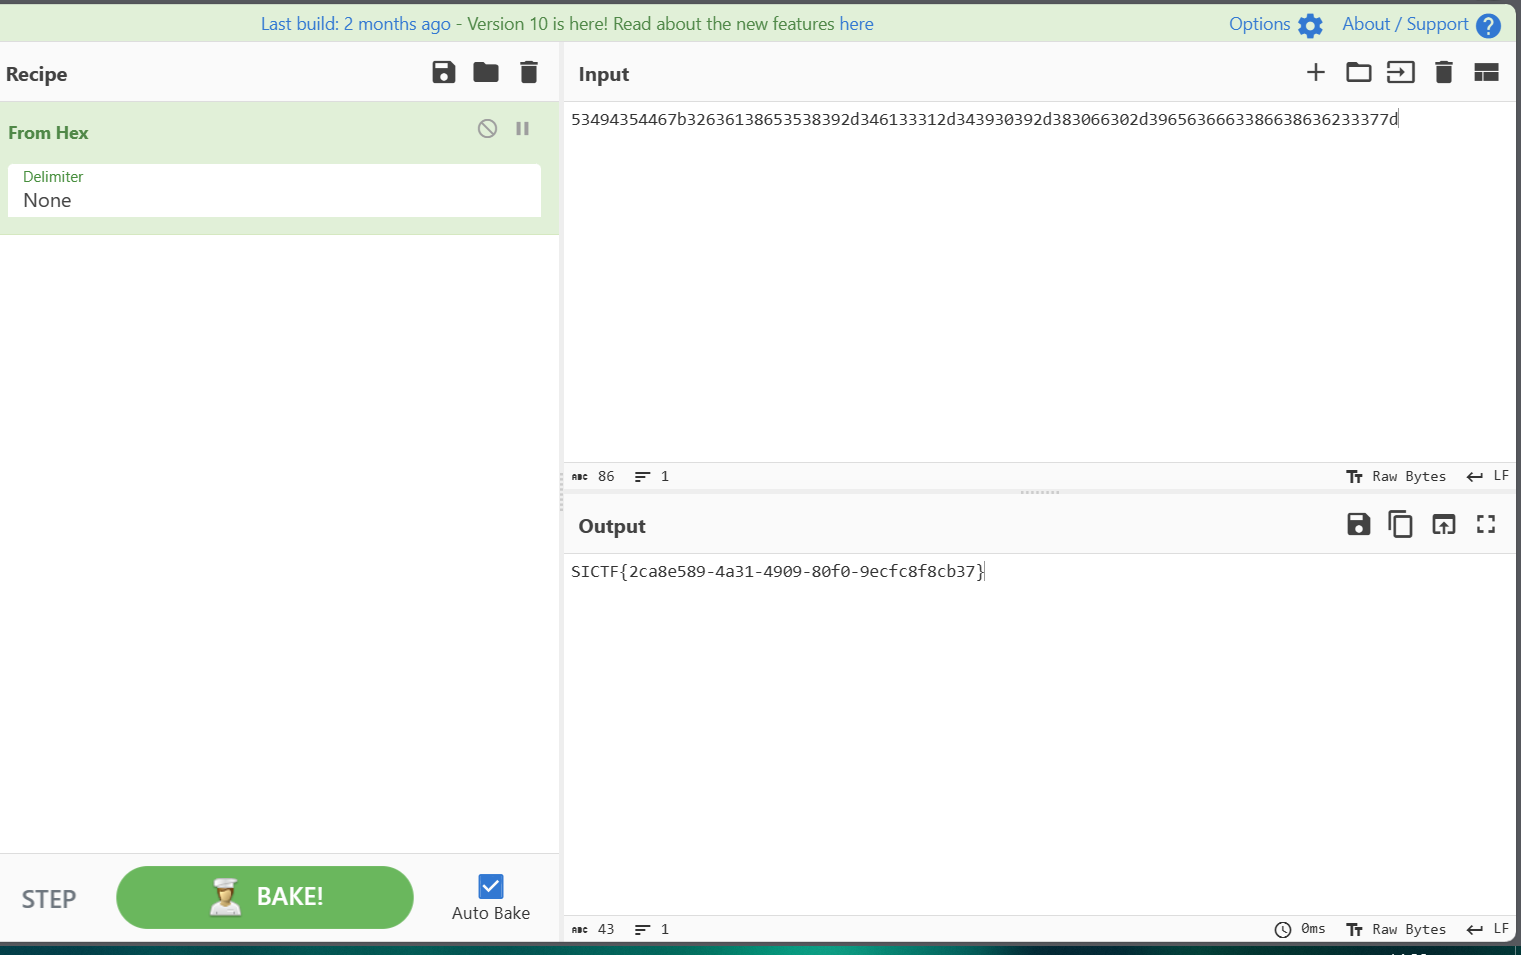 Last build: 2 months ago - Version 10 is here! Read about the new features here
Options
About / Support
Recipe
From Hex
Delimiter
None
STEP
BAKE!
Auto Bake
Input
53494354467b32636138653538392d346133312d343930392d383066302d3965636663386638636233377d
ABC 86
1
Raw Bytes
LF
Output
SICTF{2ca8e589-4a31-4909-80f0-9ecfc8f8cb37}
ABC 43
1
0ms
Raw Bytes
LF